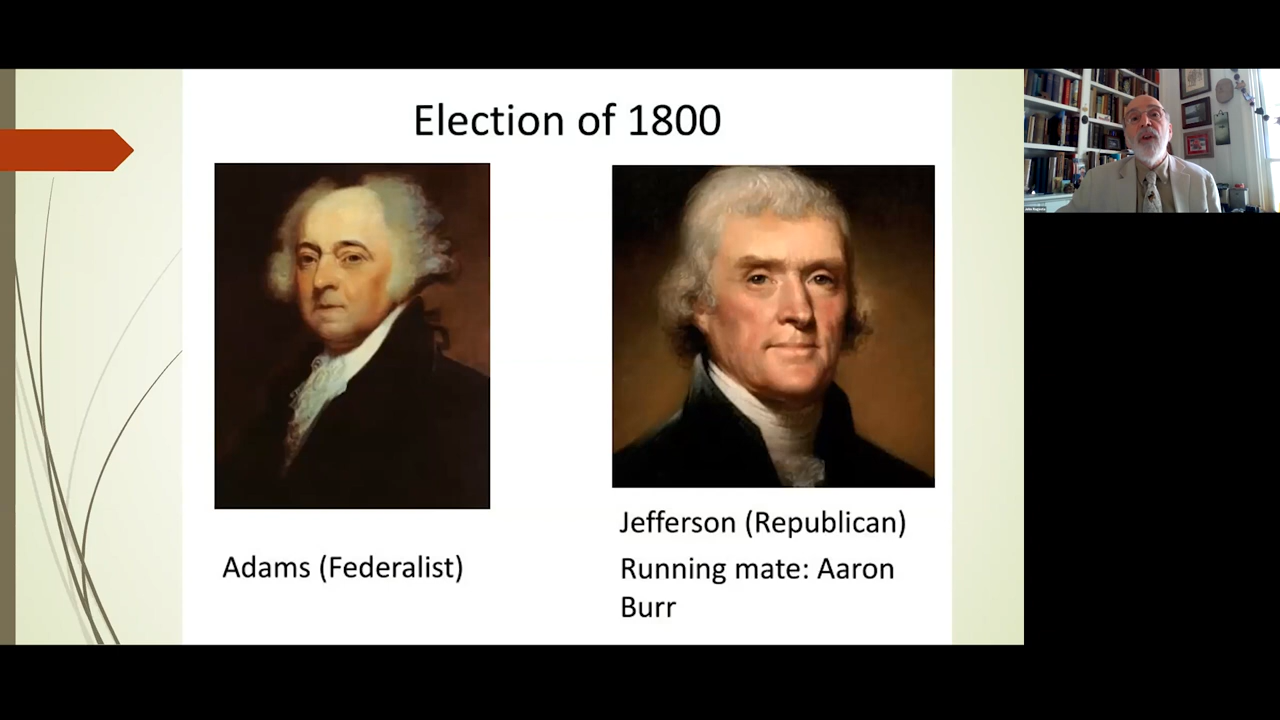 Election of 1800
Adams (Federalist)
Jefferson (Republican)
Running mate: Aaron
Burr